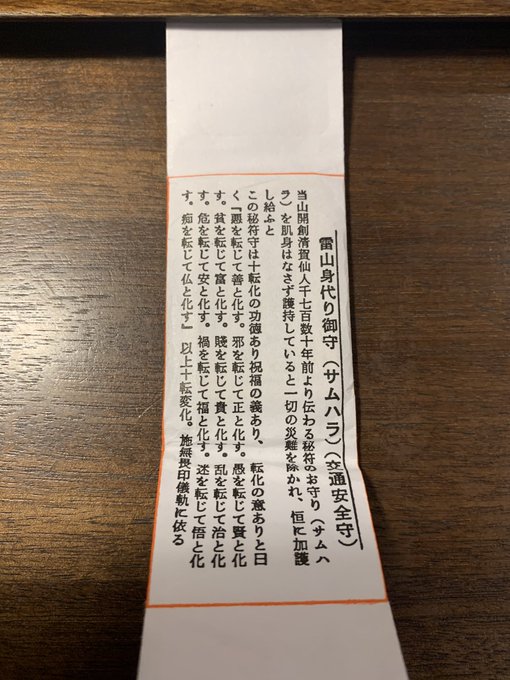 雷山身代り御守（サムハラ）（交通安全守）
当山開創清賀仙人千七百数十年前より伝わる秘符のお守り（サムハ
ラ）を肌身はなさず護持していると一切の災難を除かれ、恒に加護
し給ふと
この秘符守は十転化の功徳あり祝福の義あり、転化の意ありと曰
く『悪を転じて善と化す。邪を転じて正と化す。愚を転じて賢と化
す。貧を転じて富と化す。賤を転じて貴と化す。乱を転じて治と化
す。危を転じて安と化す。禍を転じて福と化す。迷を転じて悟と化
す。痴を転じて仏と化す』以上十転変化。施無畏印儀軌に依る